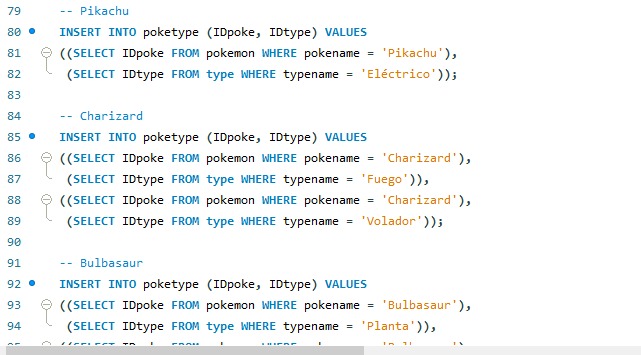 79 -- Pikachu
80 INSERT INTO poketype (IDpoke, IDtype) VALUES
81 ((SELECT IDpoke FROM pokemon WHERE pokename = 'Pikachu'),
82 (SELECT IDtype FROM type WHERE typename = 'Eléctrico'));
83
84 -- Charizard
85 INSERT INTO poketype (IDpoke, IDtype) VALUES
86 ((SELECT IDpoke FROM pokemon WHERE pokename = 'Charizard'),
87 (SELECT IDtype FROM type WHERE typename = 'Fuego')),
88 ((SELECT IDpoke FROM pokemon WHERE pokename = 'Charizard'),
89 (SELECT IDtype FROM type WHERE typename = 'Volador'));
90
91 -- Bulbasaur
92 INSERT INTO poketype (IDpoke, IDtype) VALUES
93 ((SELECT IDpoke FROM pokemon WHERE pokename = 'Bulbasaur'),
94 (SELECT IDtype FROM type WHERE typename = 'Planta')),